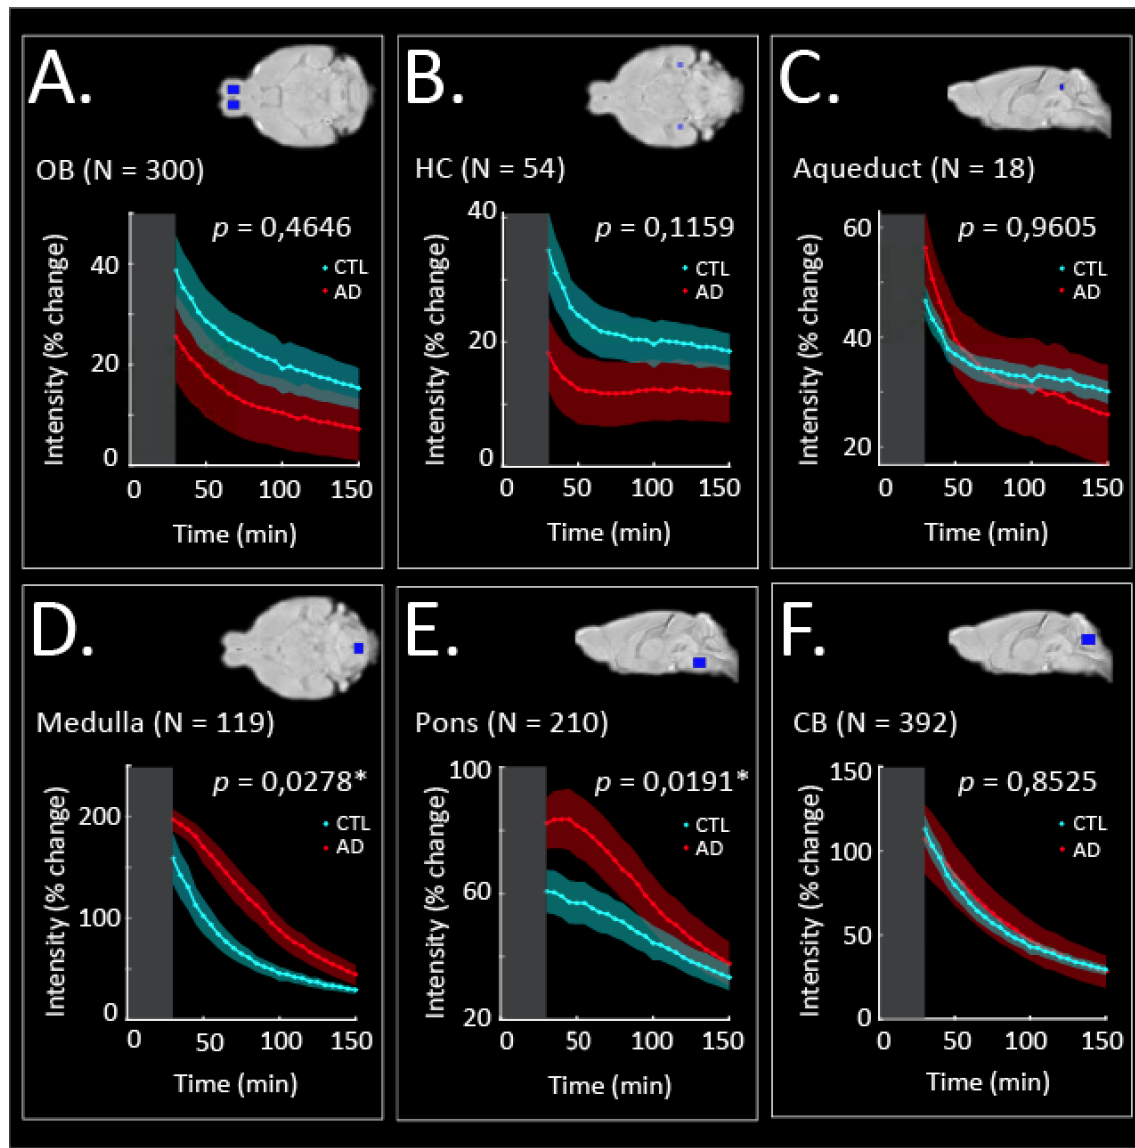 A.
OB (N = 300)
p = 0,4646
CTL
AD
Intensity (% change)
40
20
0
0 50 100 150
Time (min)
B.
HC (N = 54)
p = 0,1159
CTL
AD
Intensity (% change)
40
20
0
0 50 100 150
Time (min)
C.
Aqueduct (N = 18)
p = 0,9605
CTL
AD
Intensity (% change)
60
40
20
0 50 100 150
Time (min)
D.
Medulla (N = 119)
p = 0,0278*
CTL
AD
Intensity (% change)
200
100
0
0 50 100 150
Time (min)
E.
Pons (N = 210)
p = 0,0191*
CTL
AD
Intensity (% change)
100
60
20
0 50 100 150
Time (min)
F.
CB (N = 392)
p = 0,8525
CTL
AD
Intensity (% change)
150
100
50
0
0 50 100 150
Time (min)